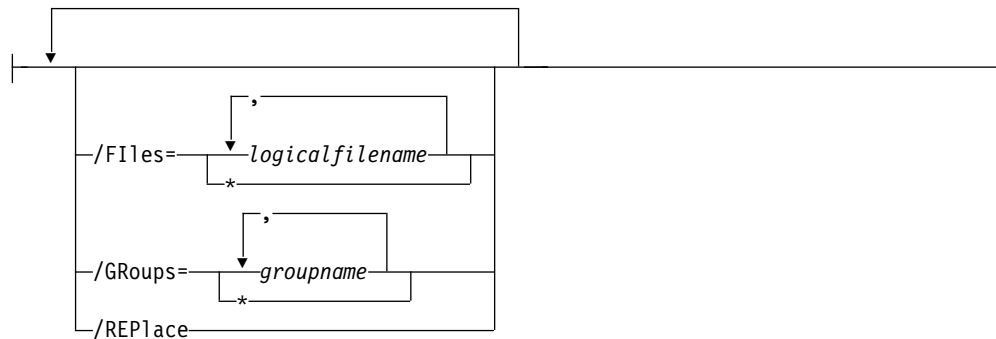 ,
/FIles= logicalfilename
*
,
/GRoups= groupname
*
/REPlace